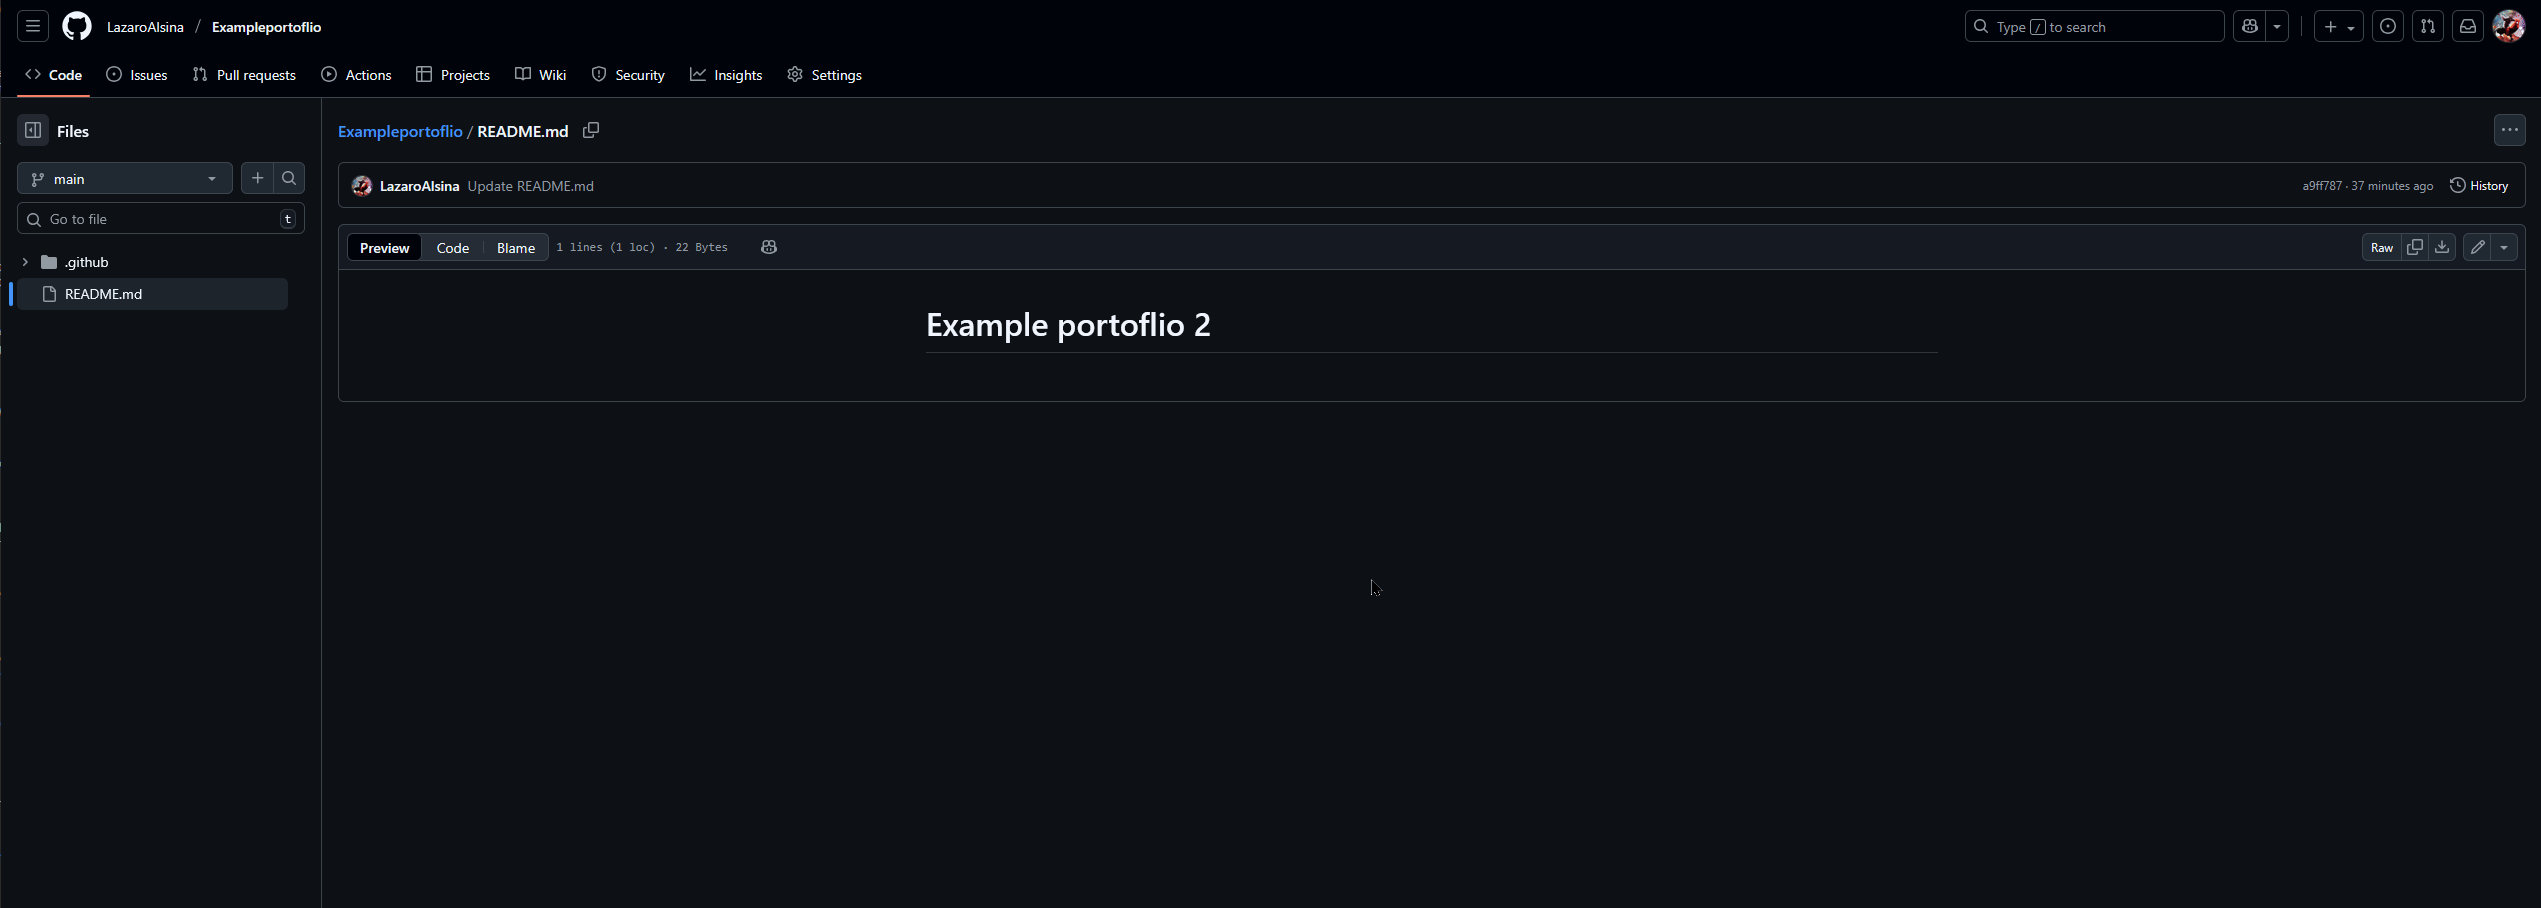 LazaroAlsina / Exampleportoflio
Type / to search
Code Issues Pull requests Actions Projects Wiki Security Insights Settings
Files
main
Go to file t
.github
README.md
Exampleportoflio / README.md
LazaroAlsina Update README.md
a9ff787 · 37 minutes ago History
Preview Code Blame 1 lines (1 loc) · 22 Bytes
Raw
Example portoflio 2